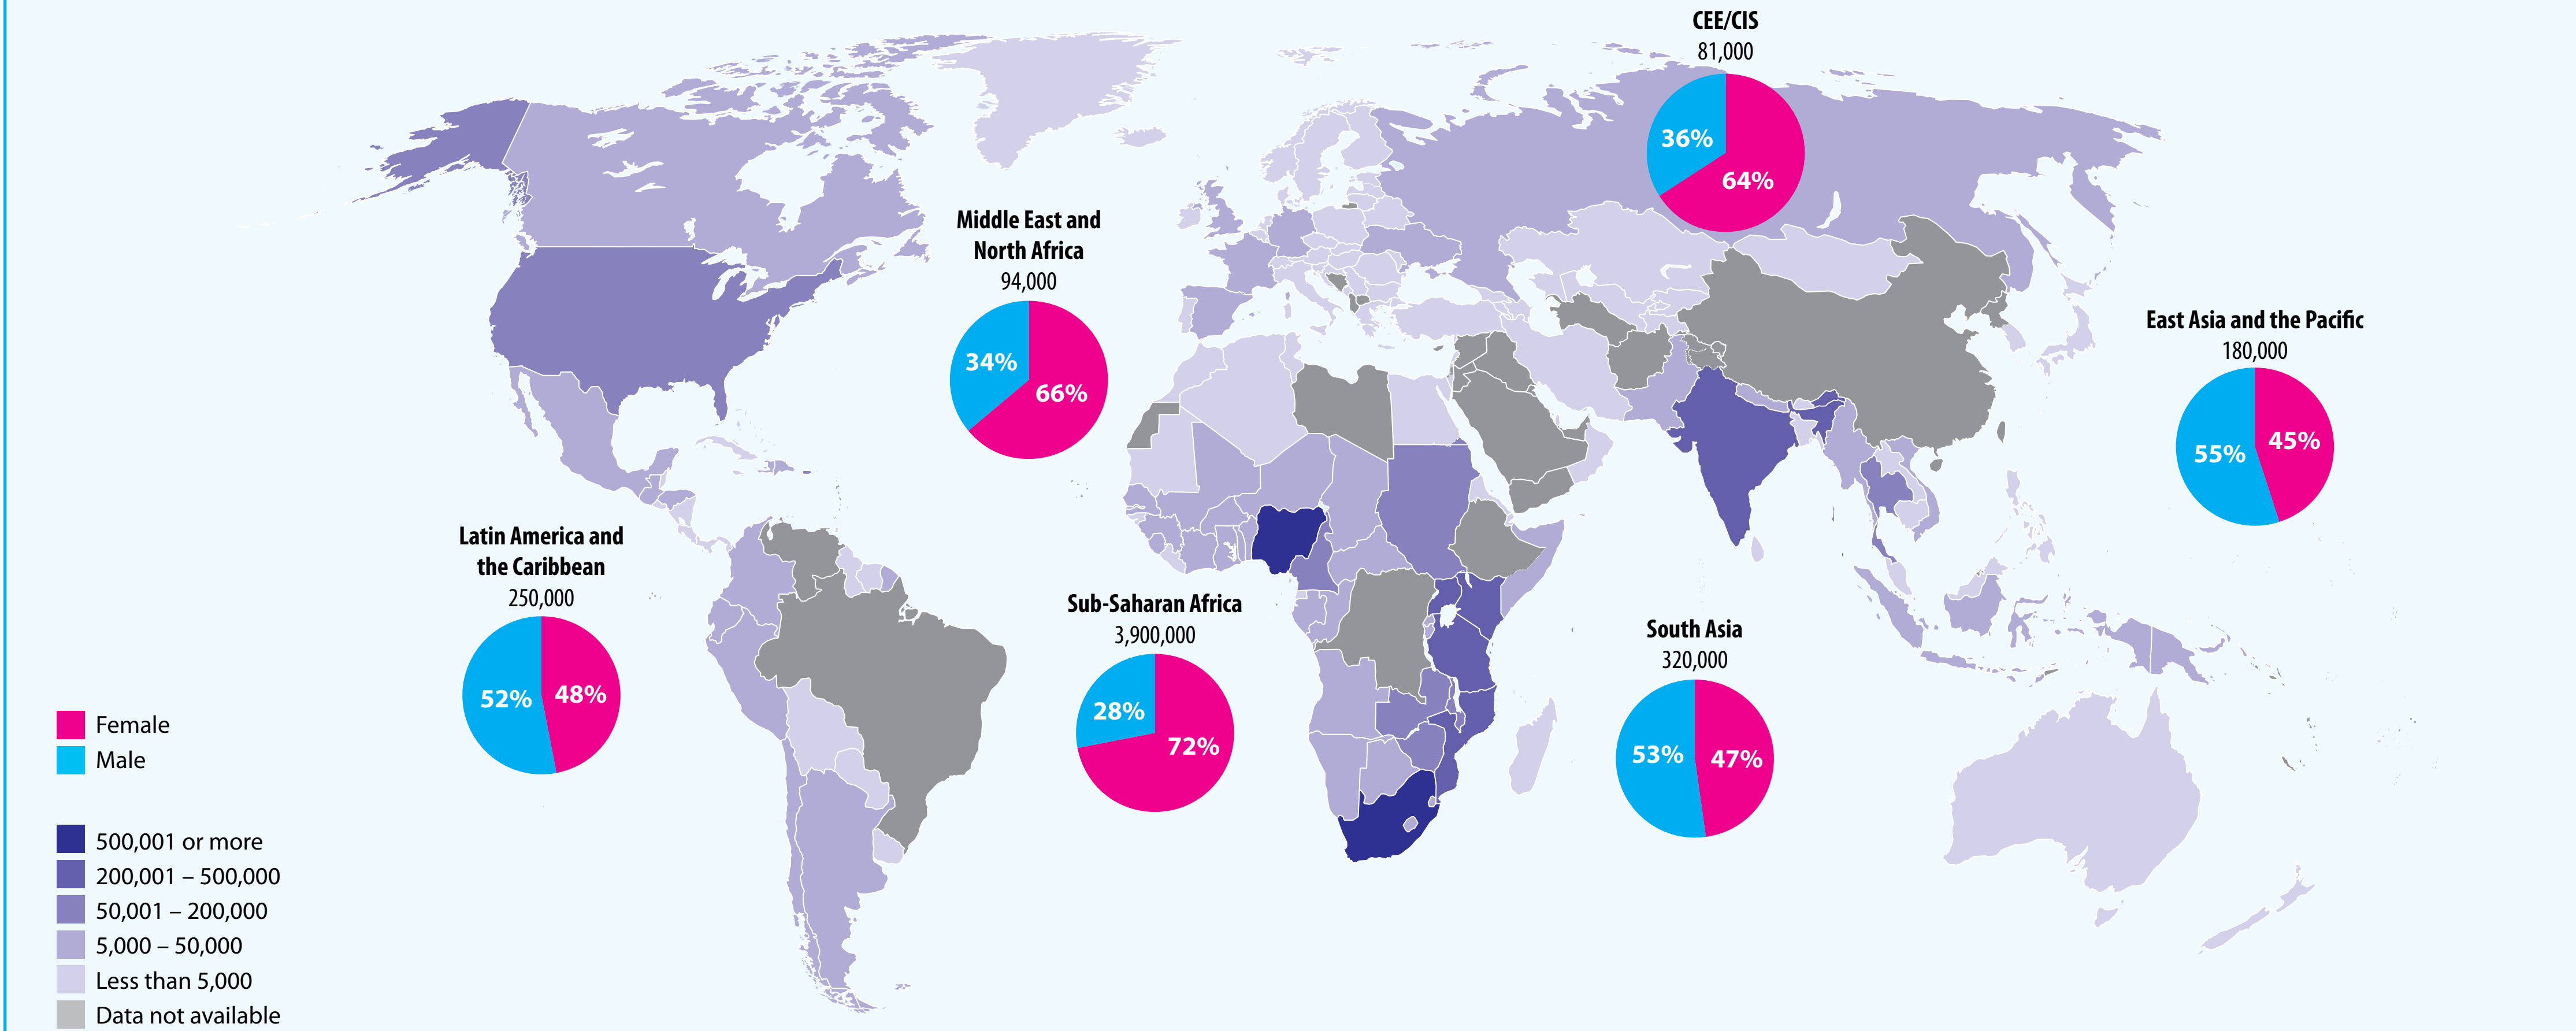 CEE/CIS
81,000
36%
64%
Middle East and
North Africa
94,000
34%
66%
East Asia and the Pacific
180,000
55%
45%
Latin America and
the Caribbean
250,000
52%
48%
Sub-Saharan Africa
3,900,000
28%
72%
South Asia
320,000
53%
47%
Female
Male
500,001 or more
200,001 – 500,000
50,001 – 200,000
5,000 – 50,000
Less than 5,000
Data not available